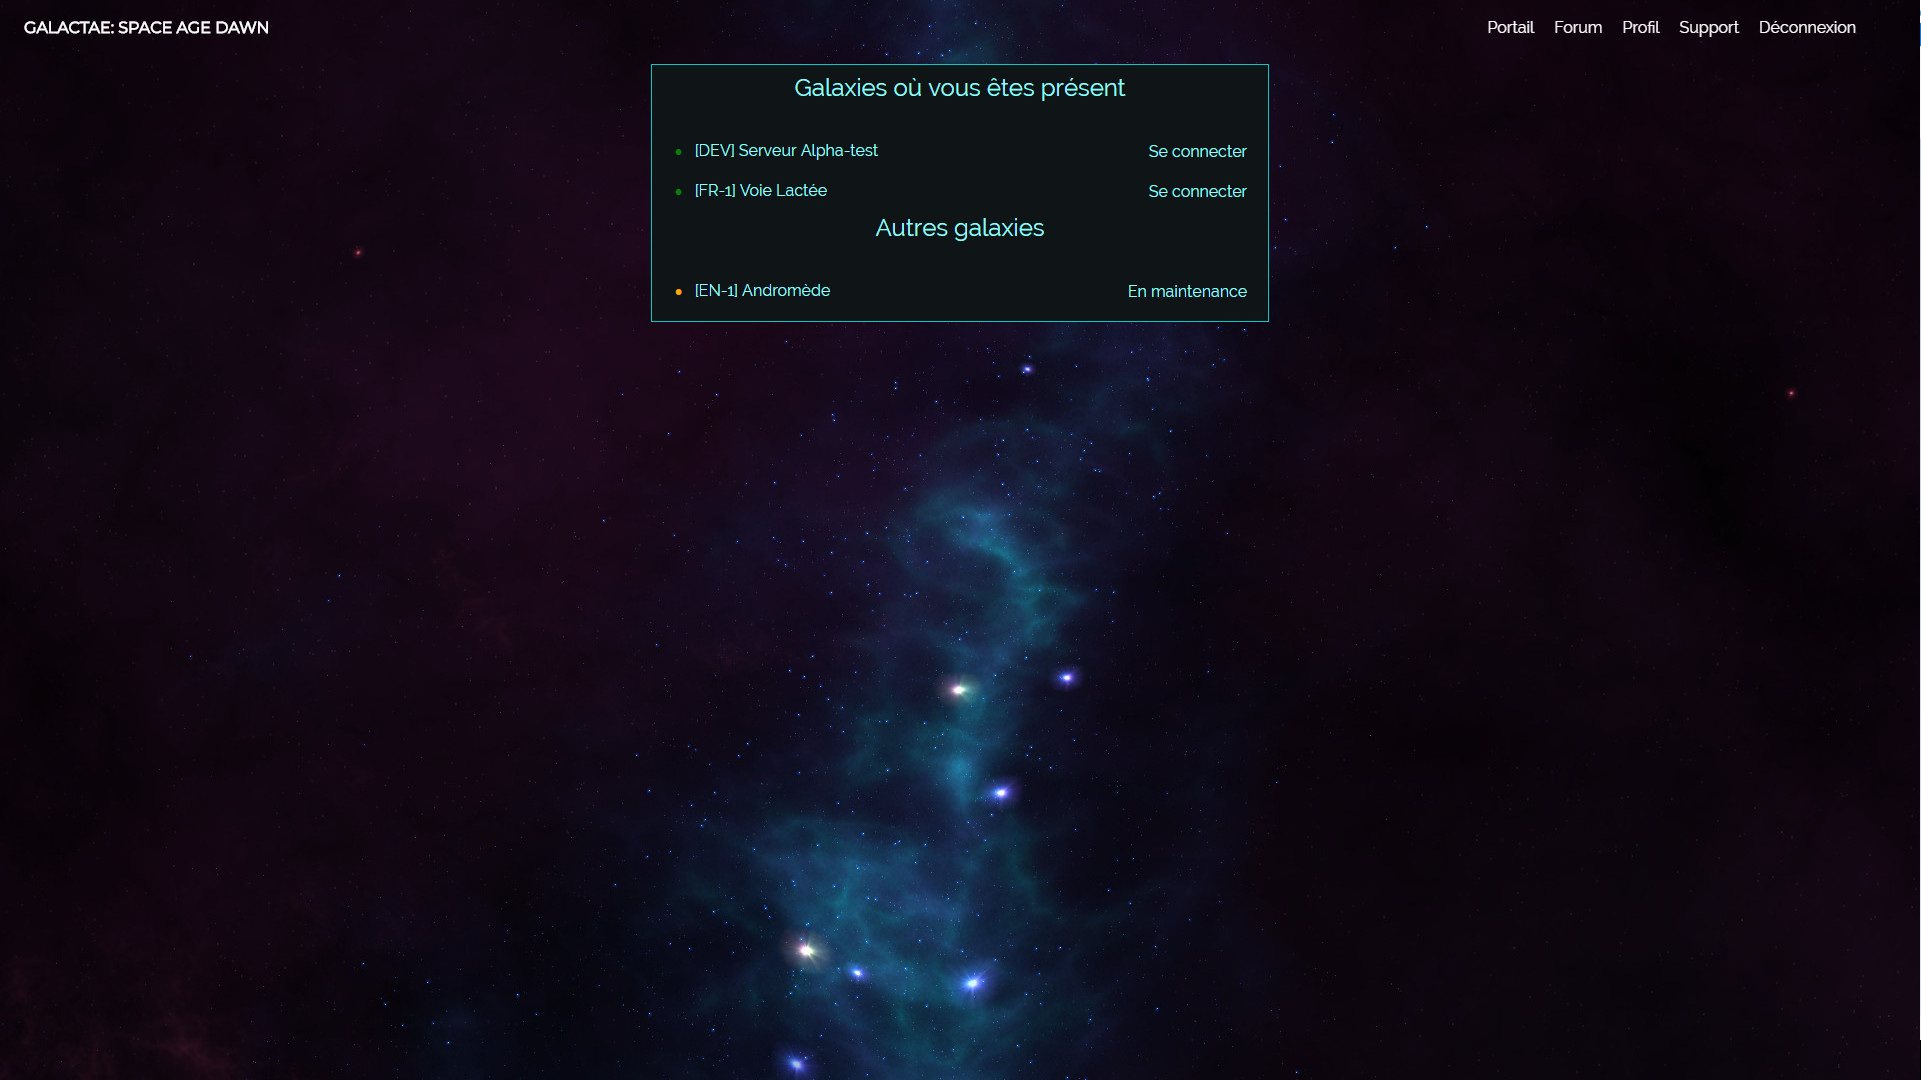 GALACTAE: SPACE AGE DAWN
Portail Forum Profil Support Déconnexion
Galaxies où vous êtes présent
[DEV] Serveur Alpha-test Se connecter
[FR-1] Voie Lactée Se connecter
Autres galaxies
[EN-1] Andromède En maintenance